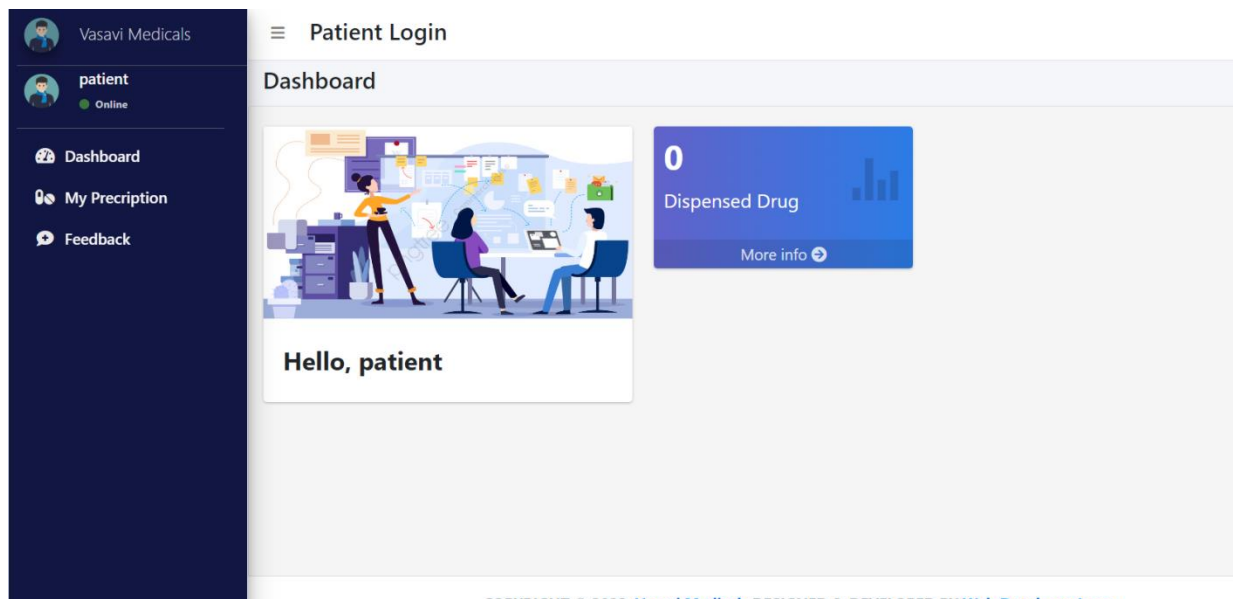 Vasavi Medicals
patient
Online
Dashboard
My Precription
Feedback
Patient Login
Dashboard
Hello, patient
0
Dispensed Drug
More info